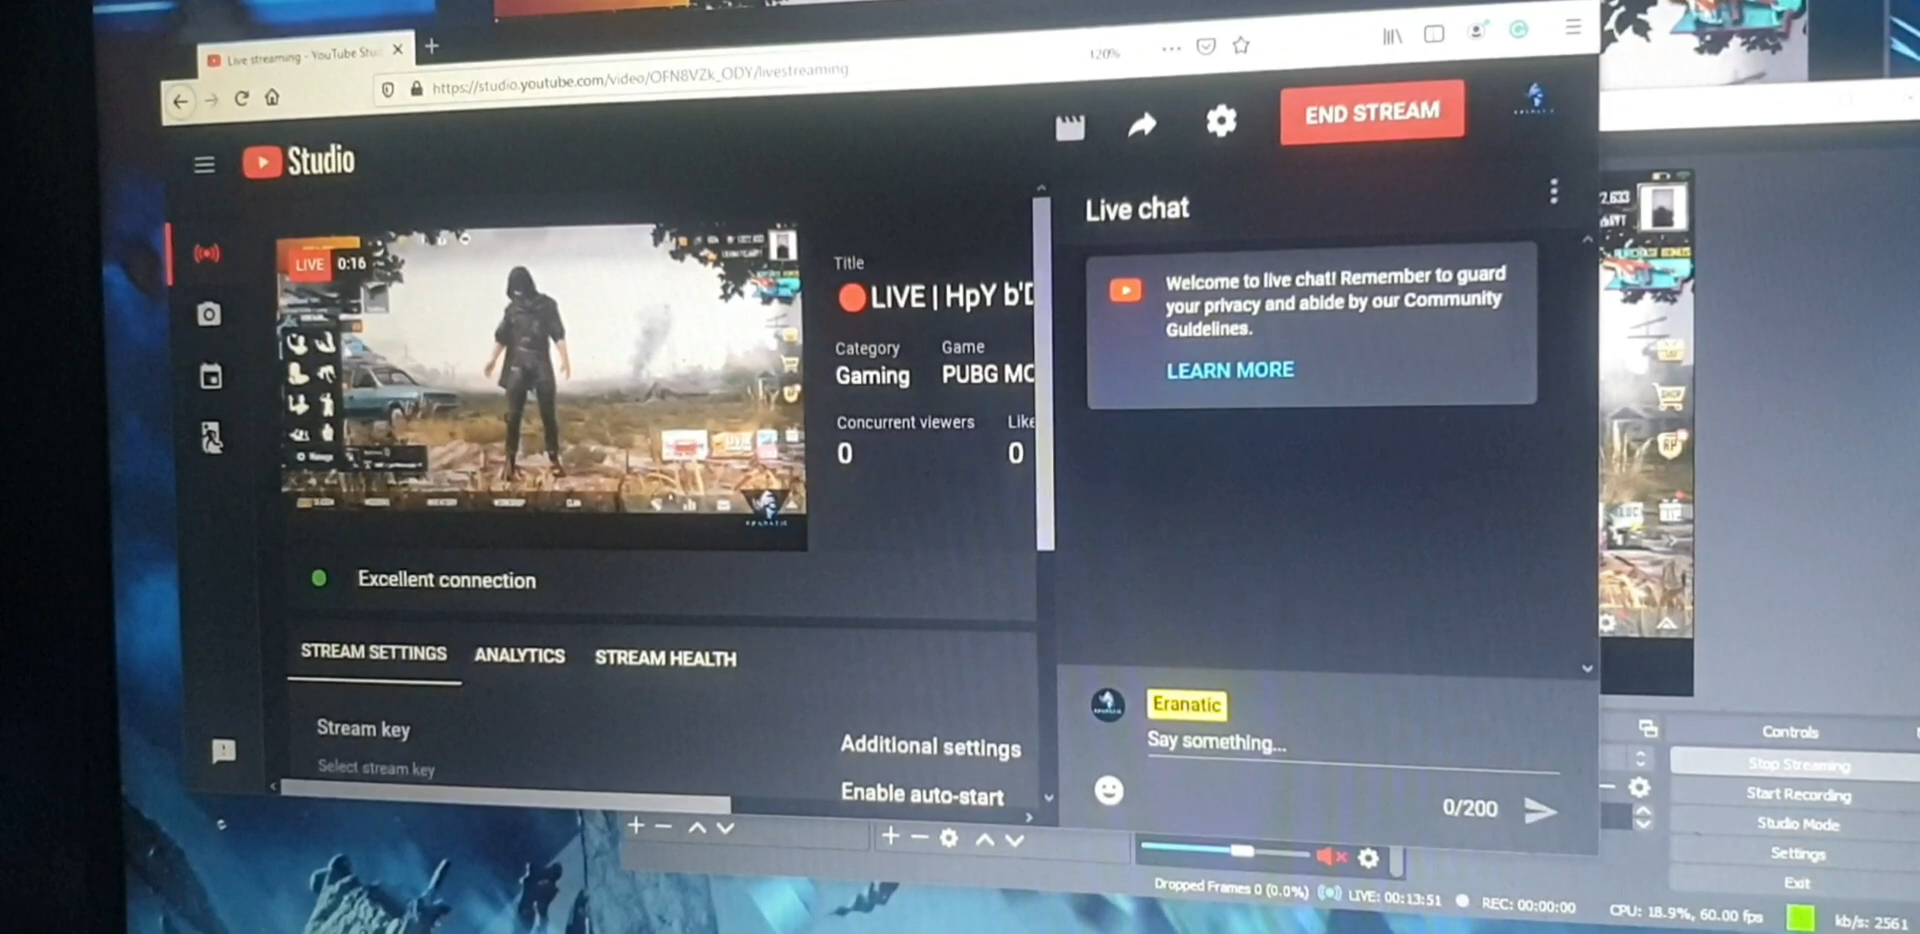 Live streaming - YouTube Stu
https://studio.youtube.com/video/OFN8VZk_ODY/livestreaming
120%
Studio
END STREAM
LIVE 0:16
Title
LIVE | HpY b'D
Category
Game
Gaming
PUBG MO
Concurrent viewers
Like
0
0
Excellent connection
STREAM SETTINGS
ANALYTICS
STREAM HEALTH
Stream key
Select stream key
Additional settings
Enable auto-start
Live chat
Welcome to live chat! Remember to guard
your privacy and abide by our Community
Guidelines.
LEARN MORE
Eranatic
Say something...
0/200
2,633
SHOP
RP
Controls
Stop Streaming
Start Recording
Studio Mode
Settings
Exit
Dropped Frames 0 (0.0%)
LIVE: 00:13:51
REC: 00:00:00
CPU: 18.9%, 60.00 fps
kb/s: 2561